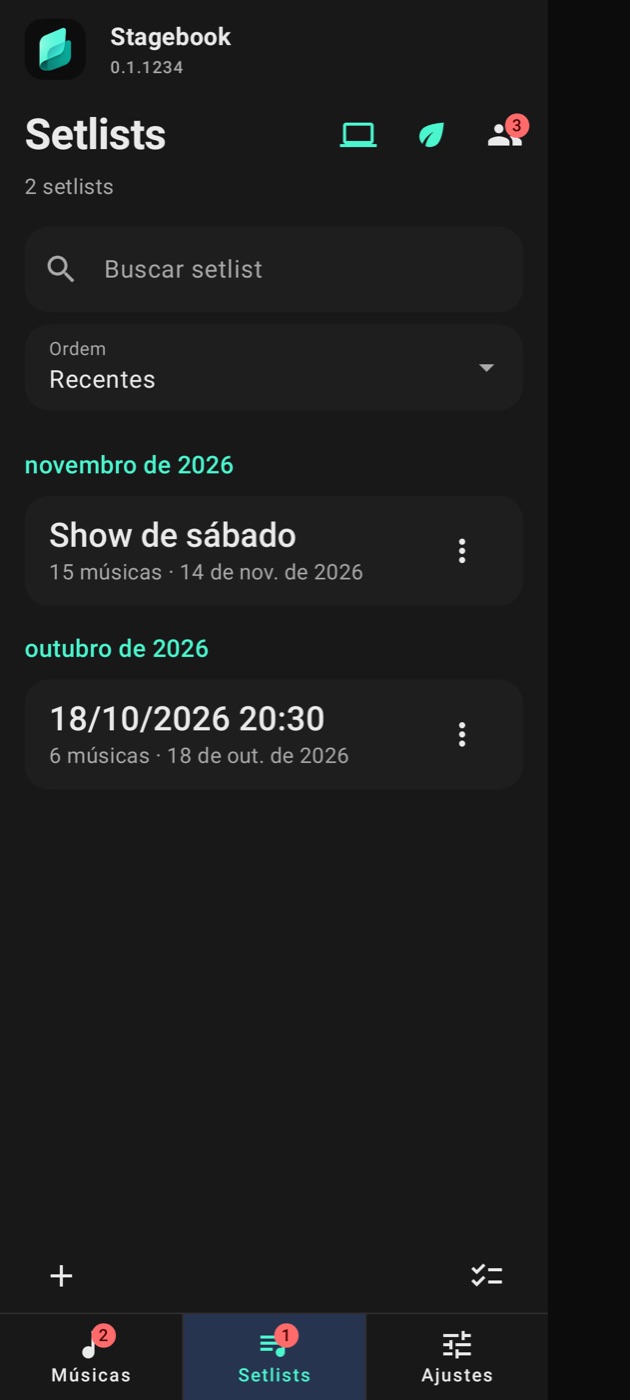 Stagebook
0.1.1234
Setlists
3
2 setlists
Buscar setlist
Ordem
Recentes
novembro de 2026
Show de sábado
15 músicas · 14 de nov. de 2026
outubro de 2026
18/10/2026 20:30
6 músicas · 18 de out. de 2026
2
1
Músicas
Setlists
Ajustes